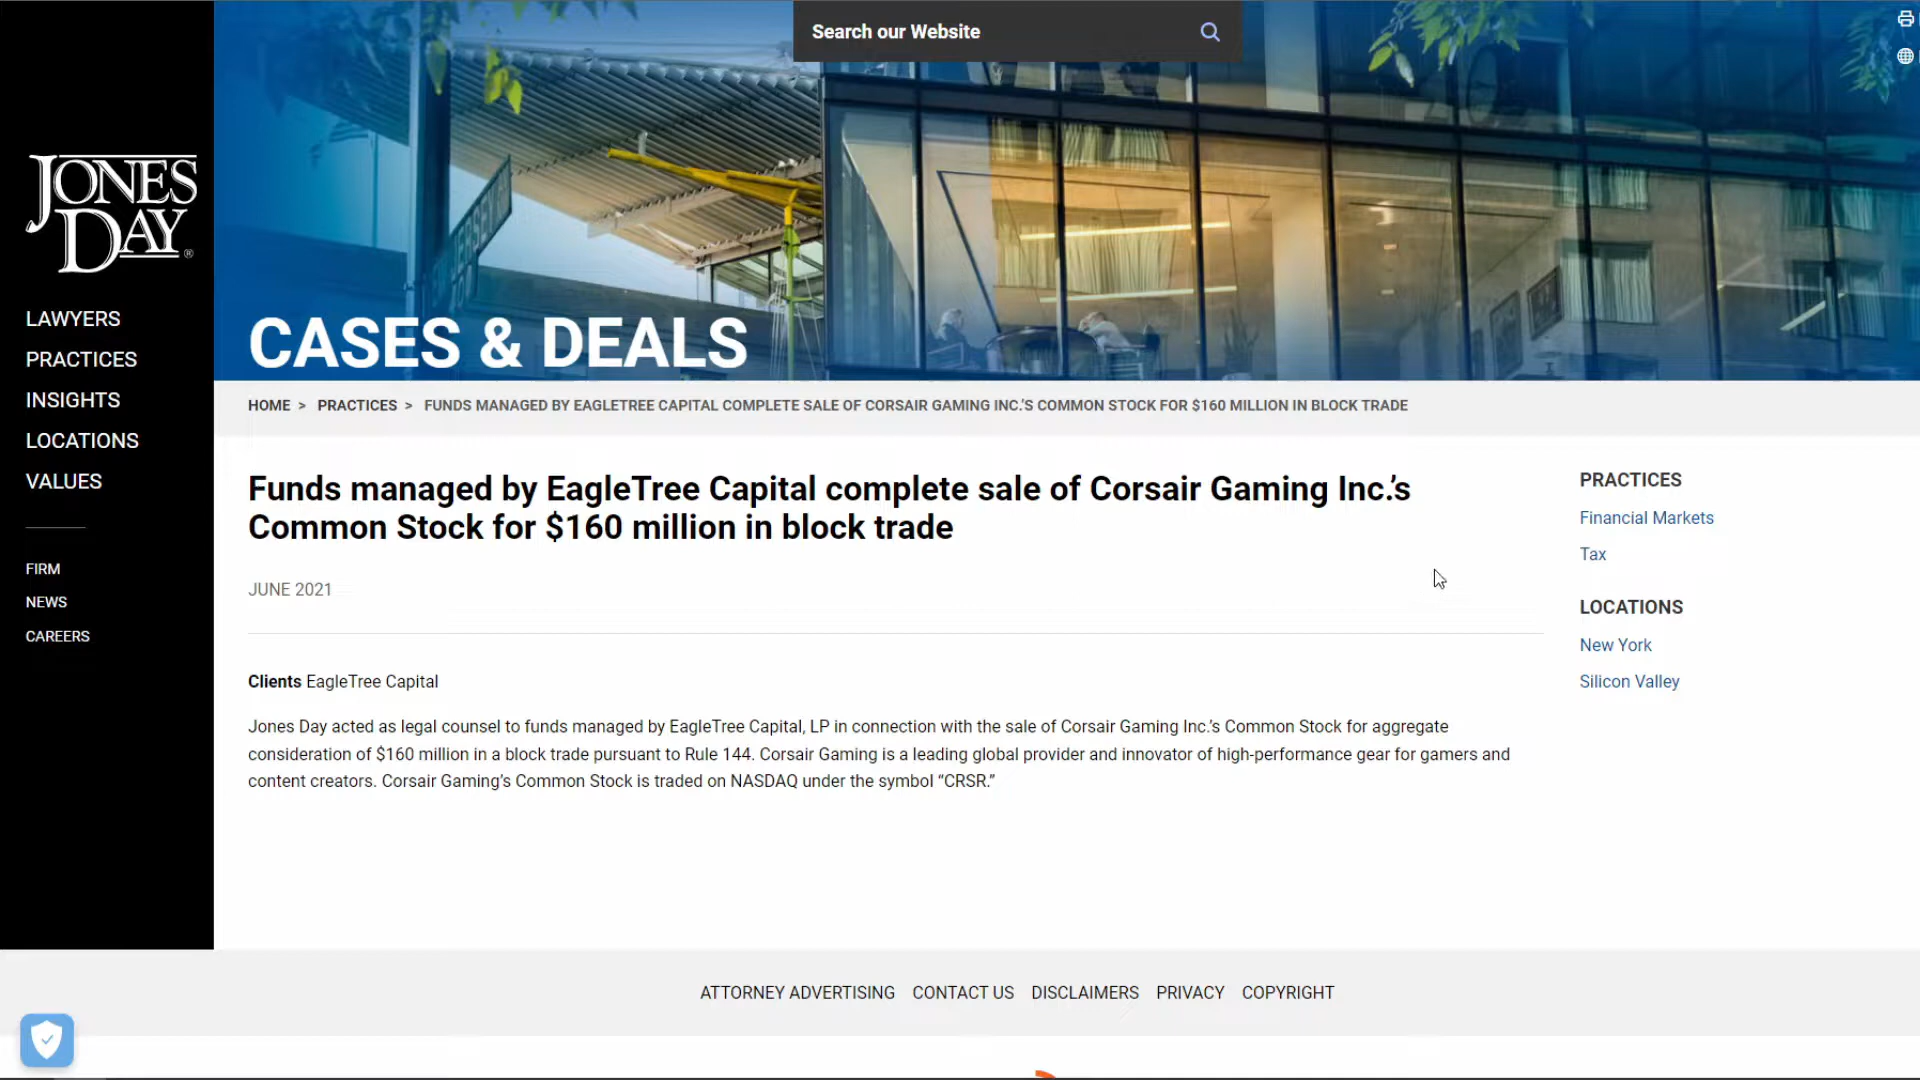 Search our Website
JONES
DAY®
LAWYERS
PRACTICES
INSIGHTS
LOCATIONS
VALUES
FIRM
NEWS
CAREERS
CASES & DEALS
HOME > PRACTICES > FUNDS MANAGED BY EAGLETREE CAPITAL COMPLETE SALE OF CORSAIR GAMING INC.'S COMMON STOCK FOR $160 MILLION IN BLOCK TRADE
Funds managed by EagleTree Capital complete sale of Corsair Gaming Inc.'s
Common Stock for $160 million in block trade
JUNE 2021
Clients EagleTree Capital
Jones Day acted as legal counsel to funds managed by EagleTree Capital, LP in connection with the sale of Corsair Gaming Inc.'s Common Stock for aggregate
consideration of $160 million in a block trade pursuant to Rule 144. Corsair Gaming is a leading global provider and innovator of high-performance gear for gamers and
content creators. Corsair Gaming's Common Stock is traded on NASDAQ under the symbol “CRSR.”
PRACTICES
Financial Markets
Tax
LOCATIONS
New York
Silicon Valley
ATTORNEY ADVERTISING CONTACT US DISCLAIMERS PRIVACY COPYRIGHT